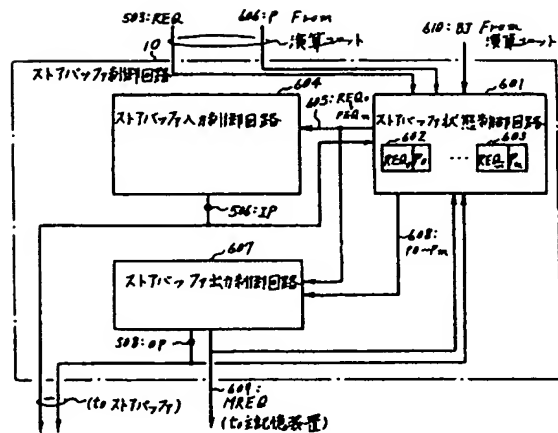 503:REQ
606:P From
演算ユニット
610:BJ From
演算ユニット
10
ストアバッファ制御回路
604
ストアバッファ入力制御回路
605:REQ0
REQm
601
ストアバッファ状態制御回路
602
REQ0 P0
...
603
REQm Pm
506:IP
607
ストアバッファ出力制御回路
608:
P0~Pm
508:OP
609:
MREQ
(to ストアバッファ)
(to主記憶装置)